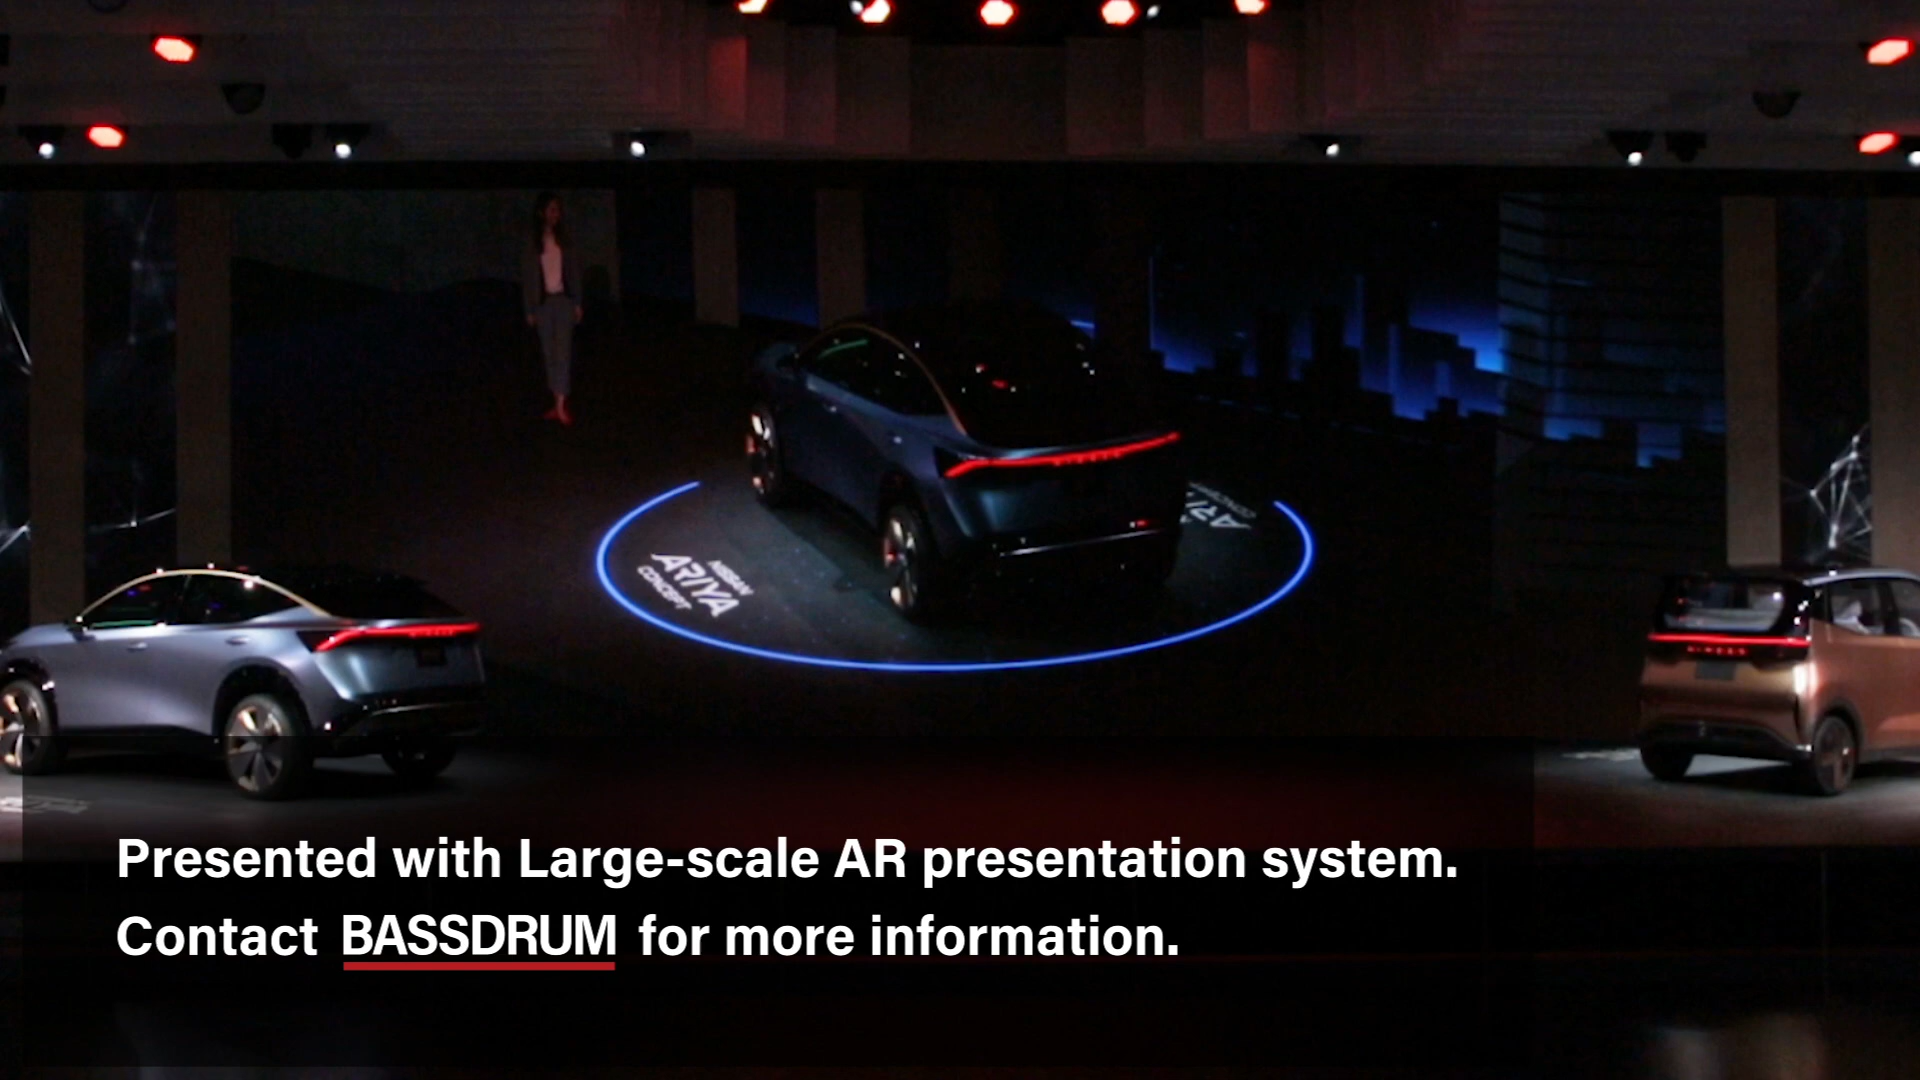 NISSAN
ARIYA
CONCEPT
Presented with Large-scale AR presentation system.
Contact BASSDRUM for more information.